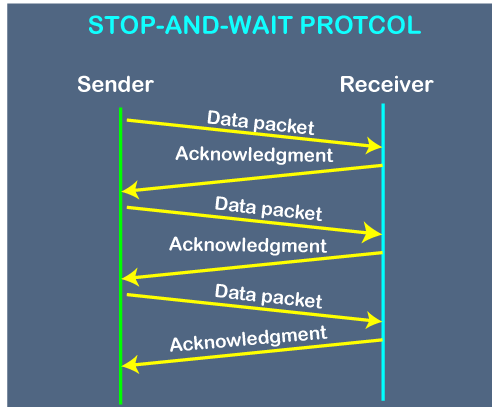 STOP-AND-WAIT PROTCOL
Sender Receiver
Data packet
Acknowledgment
Data packet
Acknowledgment
Data packet
Acknowledgment